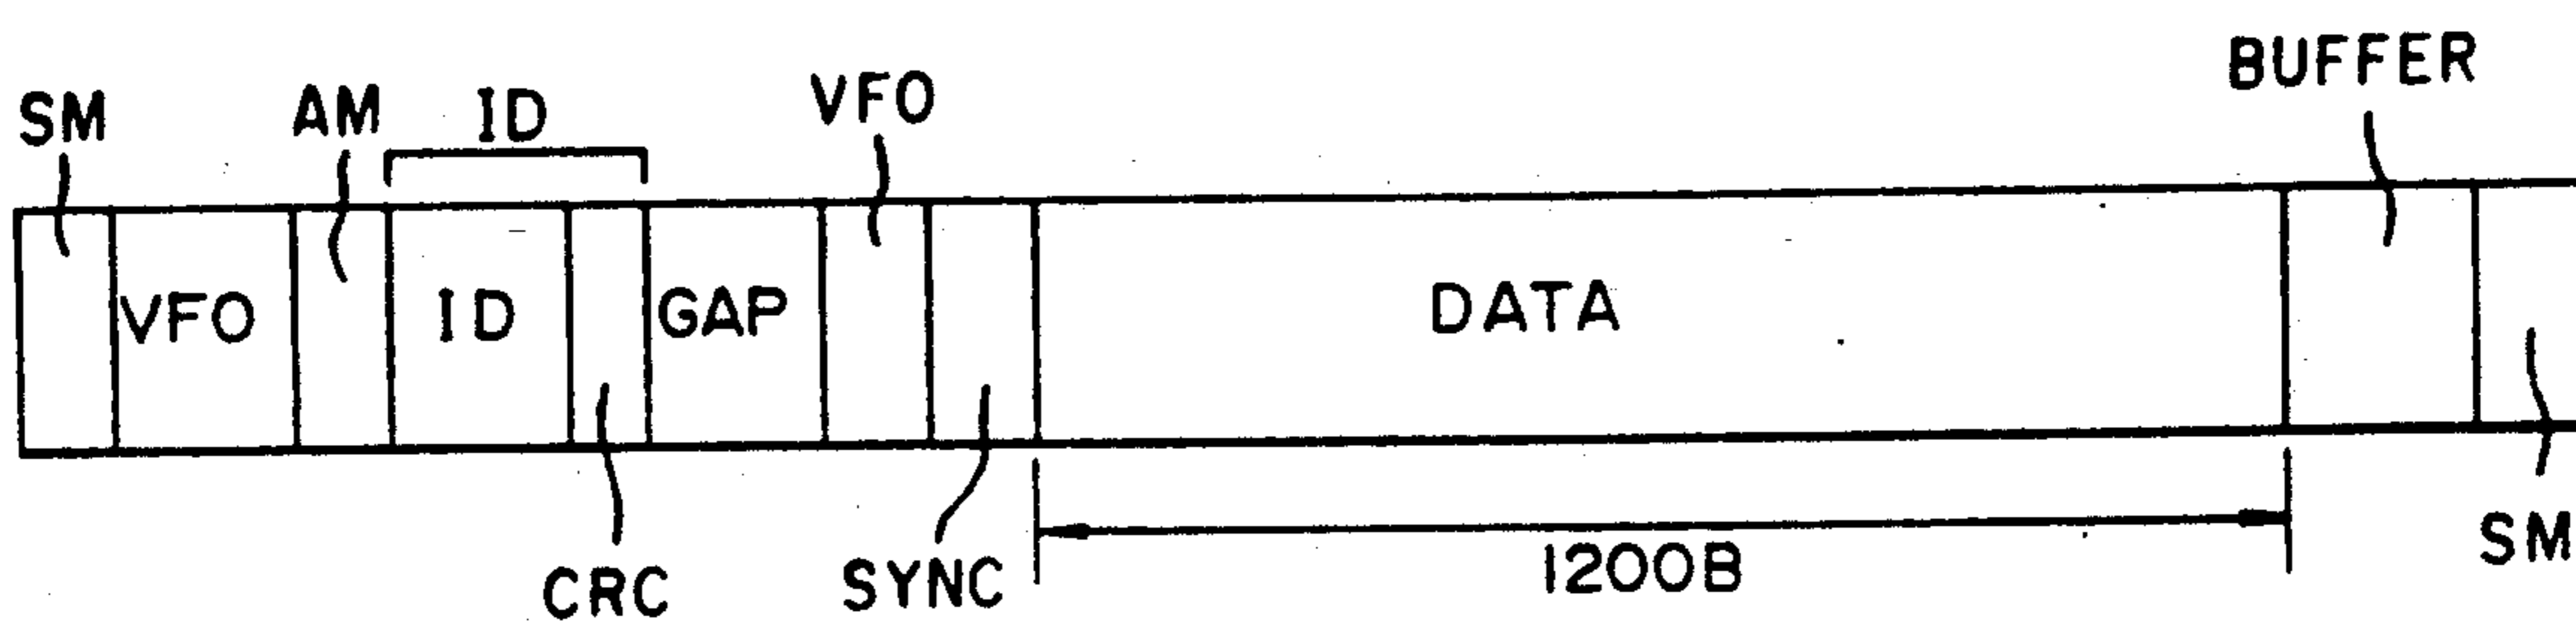 SM
AM
ID
VFO
BUFFER
VFO
ID
GAP
DATA
CRC
SYNC
1200B
SM